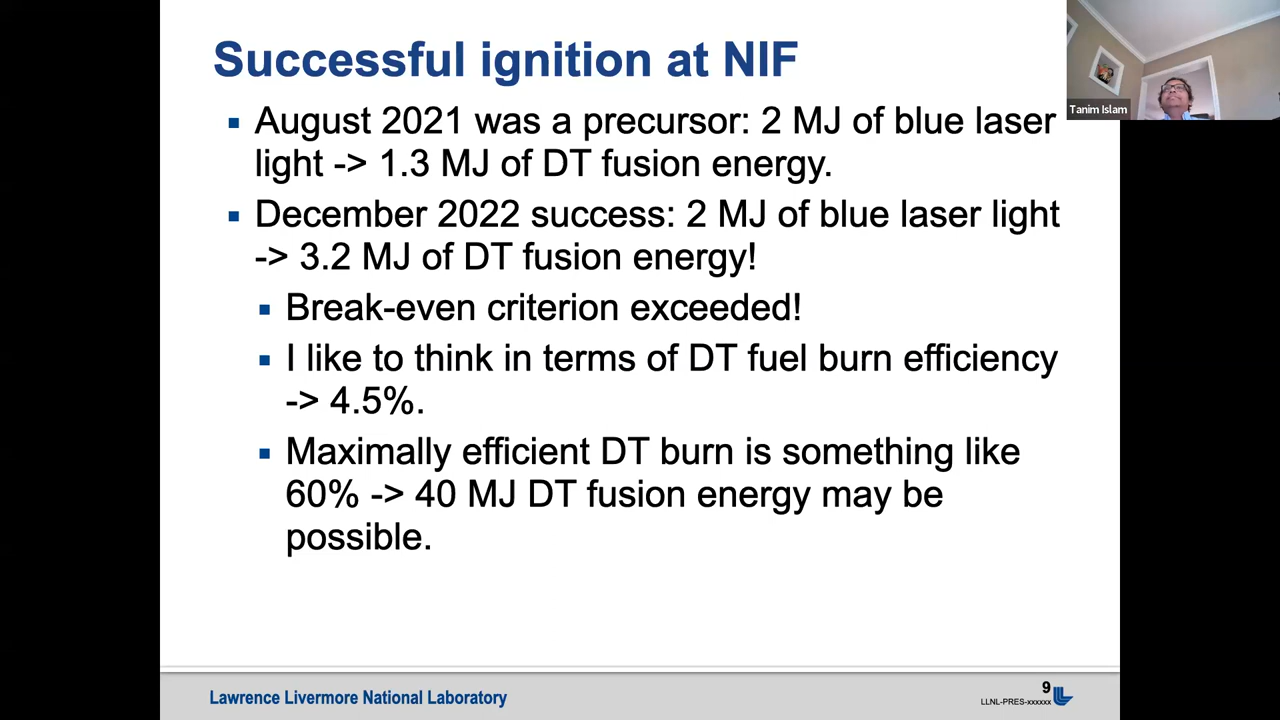 Successful ignition at NIF
▪ August 2021 was a precursor: 2 MJ of blue laser
light -> 1.3 MJ of DT fusion energy.
▪ December 2022 success: 2 MJ of blue laser light
-> 3.2 MJ of DT fusion energy!
▪ Break-even criterion exceeded!
▪ I like to think in terms of DT fuel burn efficiency
-> 4.5%.
▪ Maximally efficient DT burn is something like
60% -> 40 MJ DT fusion energy may be
possible.
Tanim Islam
Lawrence Livermore National Laboratory
9
LLNL-PRES-xxxxxx